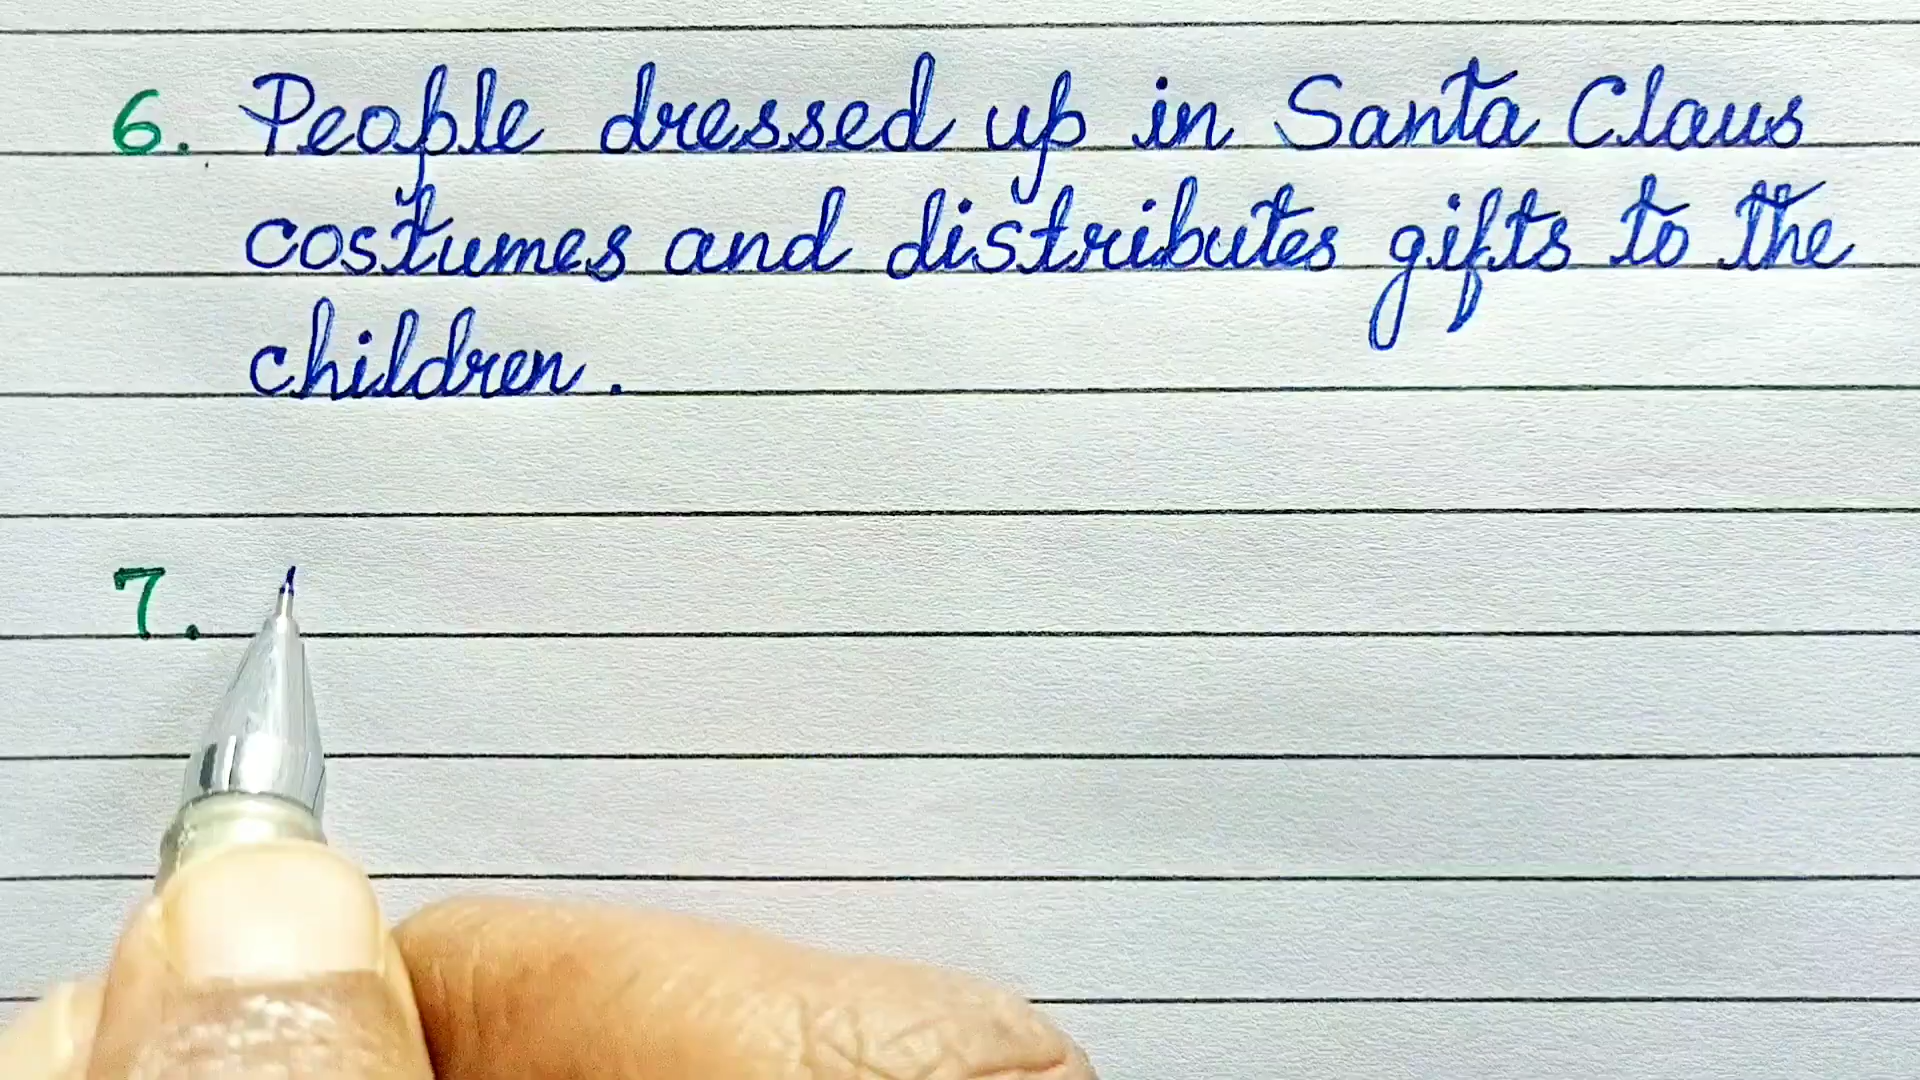 6. People dressed up in Santa Claus
costumes and distributes gifts to the
children.
7.